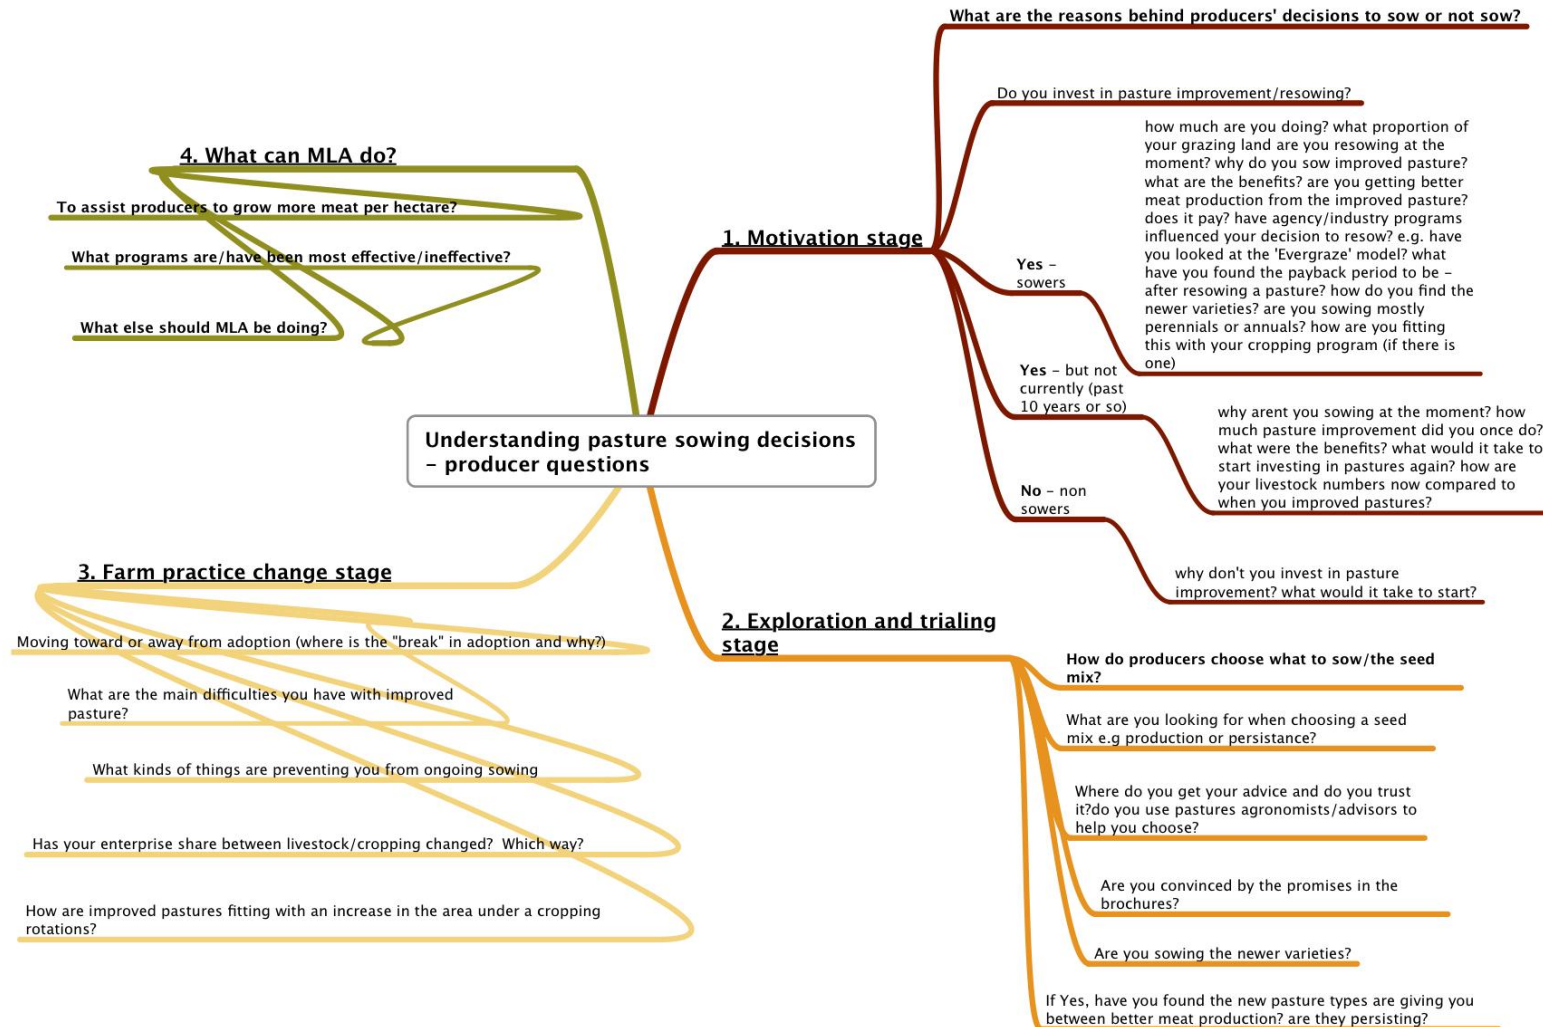 Understanding pasture sowing decisions
– producer questions
1. Motivation stage
What are the reasons behind producers' decisions to sow or not sow?
Do you invest in pasture improvement/resowing?
Yes –
sowers
how much are you doing? what proportion of
your grazing land are you resowing at the
moment? why do you sow improved pasture?
what are the benefits? are you getting better
meat production from the improved pasture?
does it pay? have agency/industry programs
influenced your decision to resow? e.g. have
you looked at the 'Evergraze' model? what
have you found the payback period to be –
after resowing a pasture? how do you find the
newer varieties? are you sowing mostly
perennials or annuals? how are you fitting
this with your cropping program (if there is
one)
Yes – but not
currently (past
10 years or so)
why arent you sowing at the moment? how
much pasture improvement did you once do?
what were the benefits? what would it take to
start investing in pastures again? how are
your livestock numbers now compared to
when you improved pastures?
No – non
sowers
why don't you invest in pasture
improvement? what would it take to start?
2. Exploration and trialing
stage
How do producers choose what to sow/the seed
mix?
What are you looking for when choosing a seed
mix e.g production or persistance?
Where do you get your advice and do you trust
it?do you use pastures agronomists/advisors to
help you choose?
Are you convinced by the promises in the
brochures?
Are you sowing the newer varieties?
If Yes, have you found the new pasture types are giving you
between better meat production? are they persisting?
3. Farm practice change stage
Moving toward or away from adoption (where is the "break" in adoption and why?)
What are the main difficulties you have with improved
pasture?
What kinds of things are preventing you from ongoing sowing
Has your enterprise share between livestock/cropping changed?  Which way?
How are improved pastures fitting with an increase in the area under a cropping
rotations?
4. What can MLA do?
To assist producers to grow more meat per hectare?
What programs are/have been most effective/ineffective?
What else should MLA be doing?